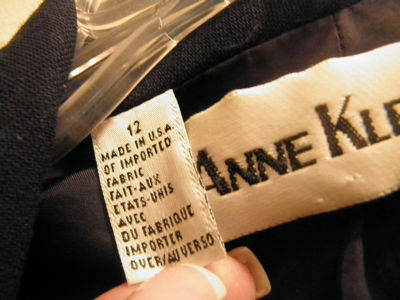 12
MADE IN U.S.A
OF IMPORTED
FABRIC
FAIT-AUX
ETATS-UNIS
AVEC
DU FABRIQUE
IMPORTER
OVER/AU VERSO
ANNE KLE